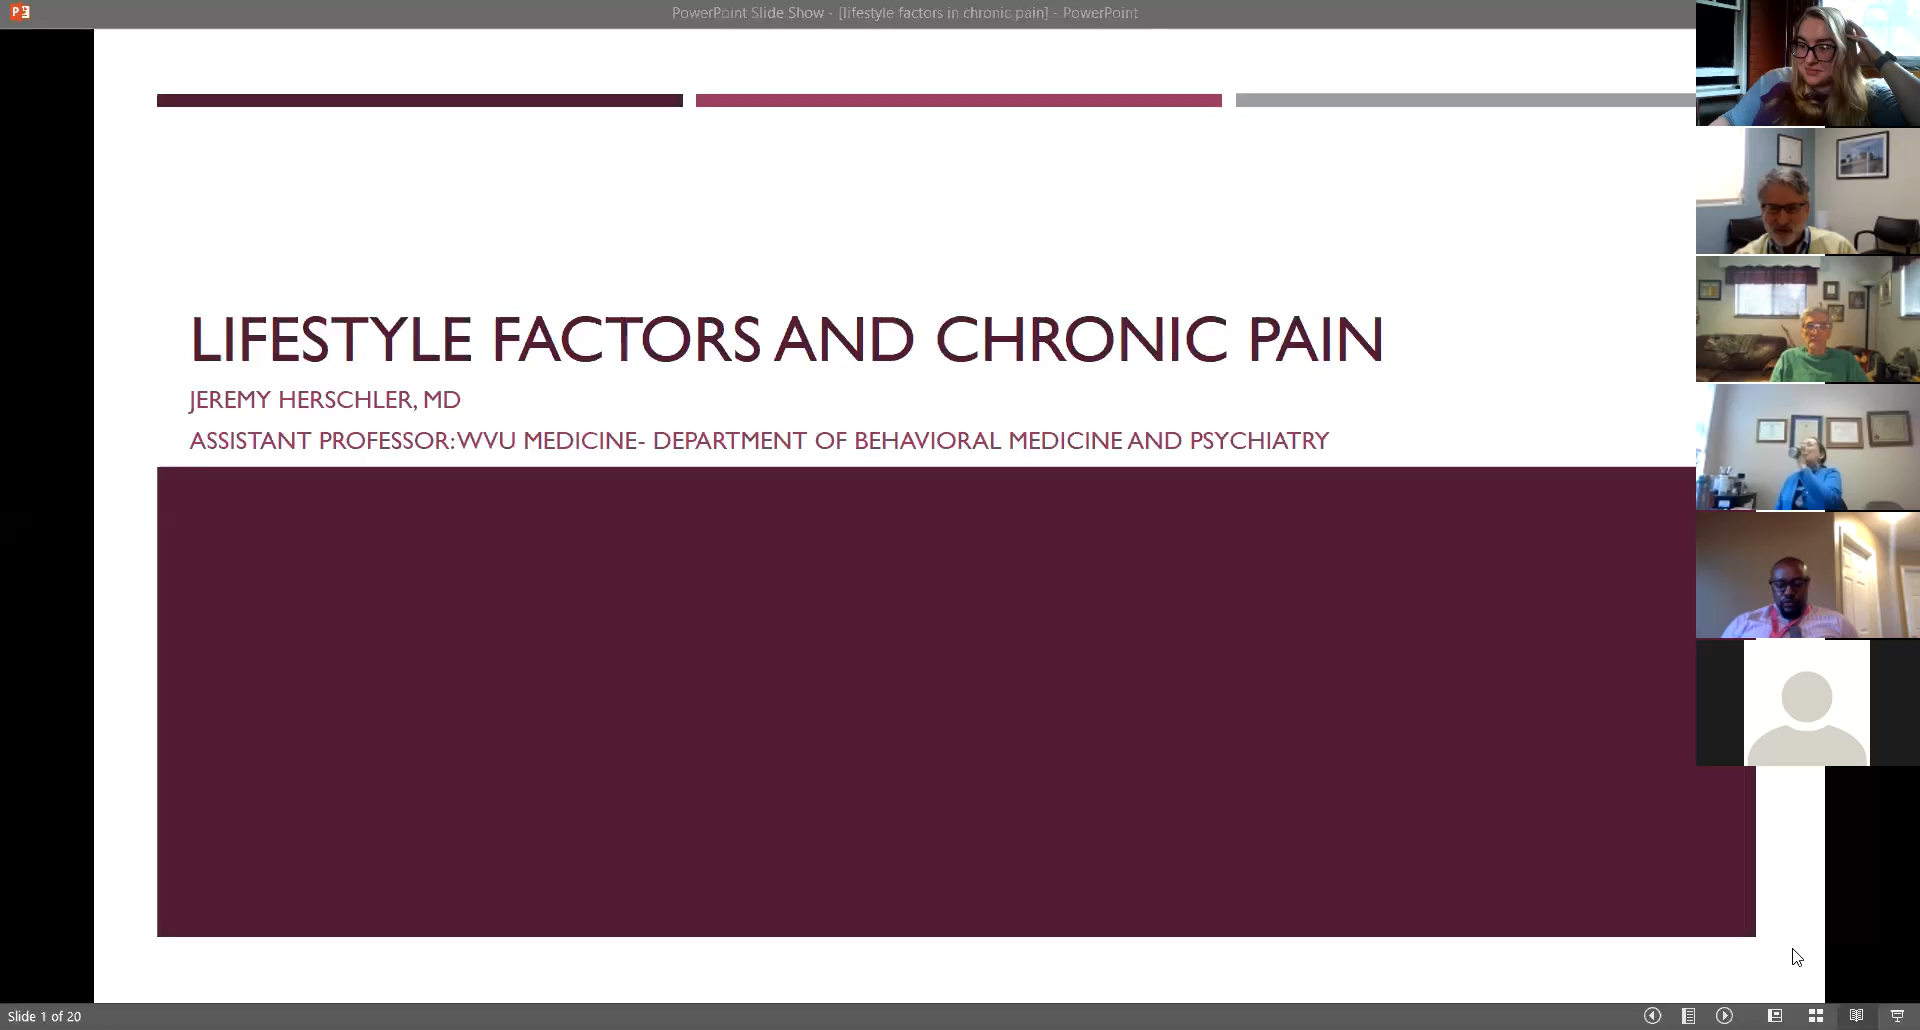 PowerPoint Slide Show - [lifestyle factors in chronic pain] - PowerPoint
LIFESTYLE FACTORS AND CHRONIC PAIN
JEREMY HERSCHLER, MD
ASSISTANT PROFESSOR: WVU MEDICINE- DEPARTMENT OF BEHAVIORAL MEDICINE AND PSYCHIATRY
Slide 1 of 20